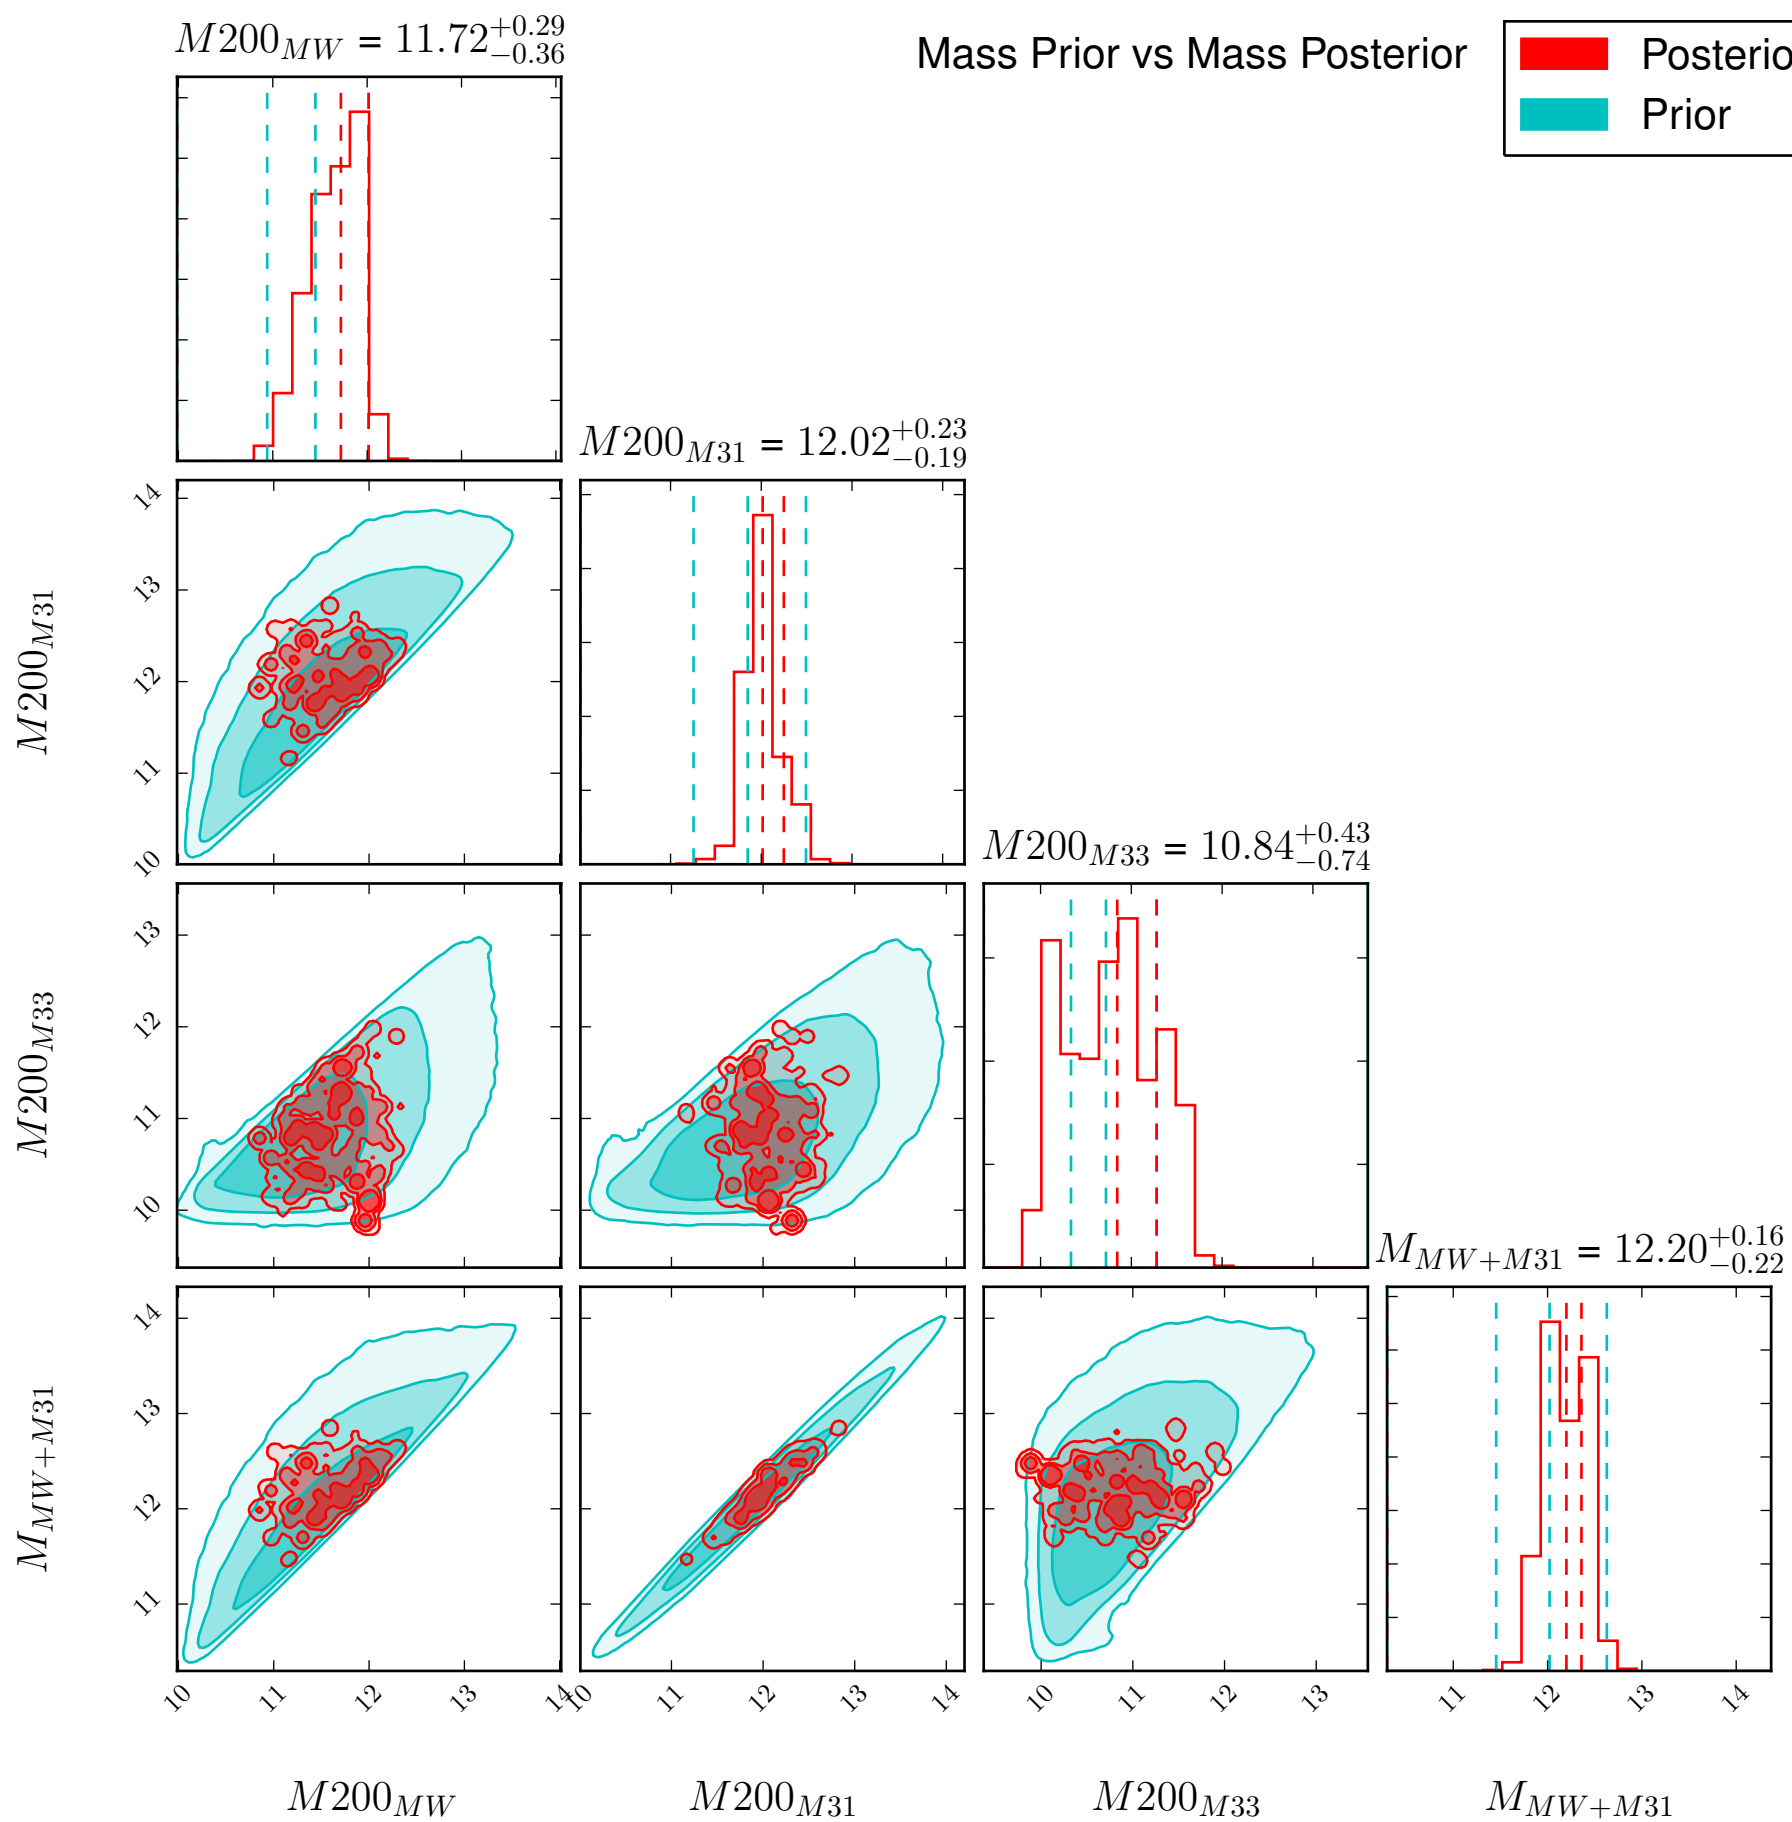 M200_MW = 11.72 +0.29 −0.36
Mass Prior vs Mass Posterior
Posterio
Prior
M200_M31 = 12.02 +0.23 −0.19
14
13
12
11
10
M200_M31
M200_M33 = 10.84 +0.43 −0.74
13
12
11
10
M200_M33
M_MW+M31 = 12.20 +0.16 −0.22
14
13
12
11
M_MW+M31
10 11 12 13 14
10 11 12 13 14
10 11 12 13
11 12 13 14
M200_MW
M200_M31
M200_M33
M_MW+M31